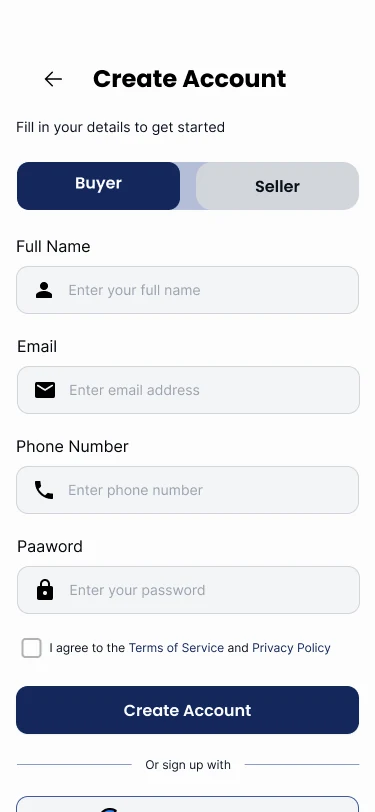 Create Account
Fill in your details to get started
Buyer
Seller
Full Name
Enter your full name
Email
Enter email address
Phone Number
Enter phone number
Paaword
Enter your password
I agree to the Terms of Service and Privacy Policy
Create Account
Or sign up with